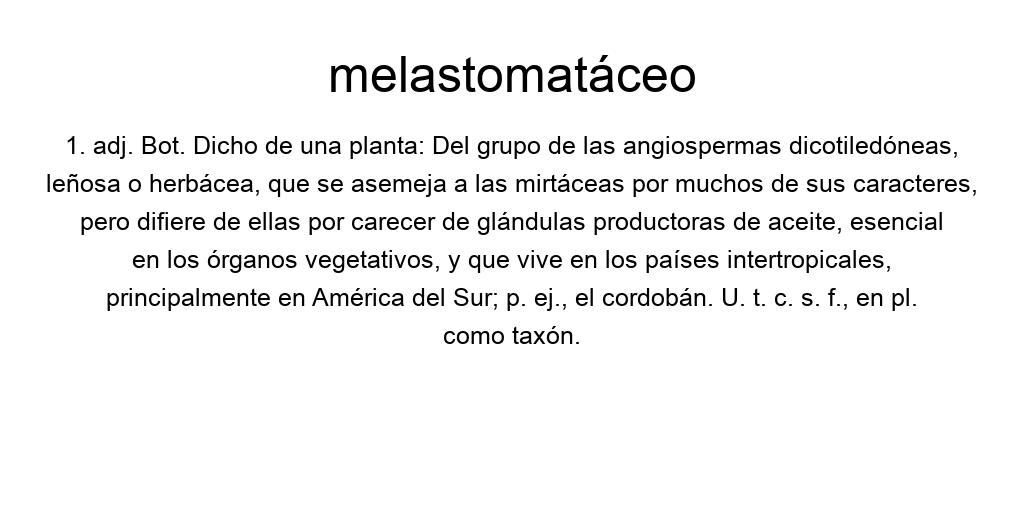 melastomatáceo
1. adj. Bot. Dicho de una planta: Del grupo de las angiospermas dicotiledóneas,
leñosa o herbácea, que se asemeja a las mirtáceas por muchos de sus caracteres,
pero difiere de ellas por carecer de glándulas productoras de aceite, esencial
en los órganos vegetativos, y que vive en los países intertropicales,
principalmente en América del Sur; p. ej., el cordobán. U. t. c. s. f., en pl.
como taxón.